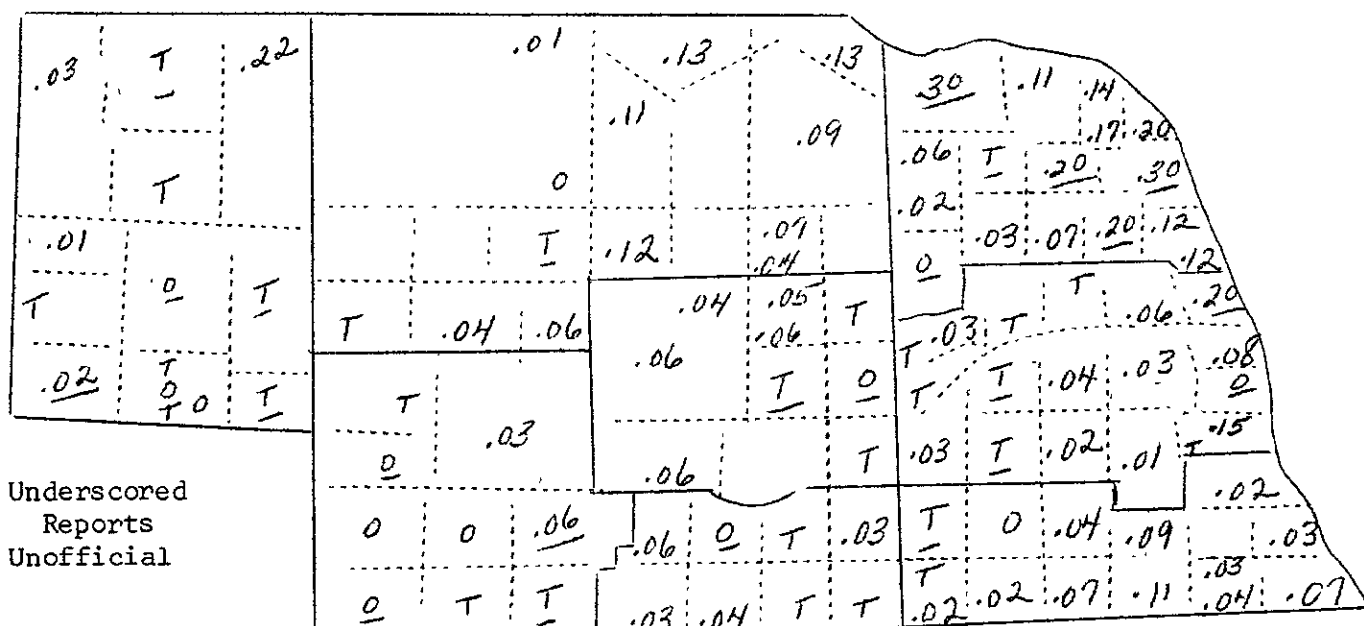 .01 .13 .13
.03 T .22
.30 .11 .14
.11 .09 .17 .20
.06 T .20 .30
T 0
.02
.01 T .12 .07 .03 .07 .20 .12
.04 0 .12
0 T
T .04 .05 T T .20
T .04 .06 .06 .06 .03 T .06
T
.02 T T 0 T T .04 .03 .08
0 0
T 0 T
T .03 .15
0 .06 T .03 T .02 .01 T
Underscored
Reports
Unofficial
.02
0 0 .06 .06 0 T .03 T 0 .04 .09 .03
T .03
0 T T .03 .04 T T .02 .02 .07 .11 .04 .07